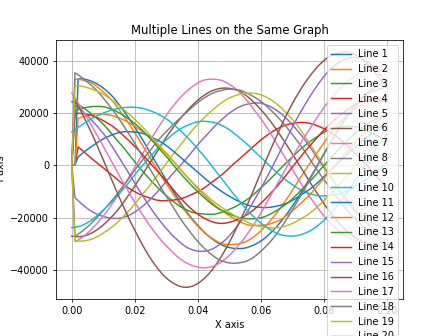 Multiple Lines on the Same Graph
40000
20000
0
−20000
−40000
0.00
0.02
0.04
0.06
X axis
Line 1
Line 2
Line 3
Line 4
Line 5
Line 6
Line 7
Line 8
Line 9
Line 10
Line 11
Line 12
Line 13
Line 14
Line 15
Line 16
Line 17
Line 18
Line 19
Line 20